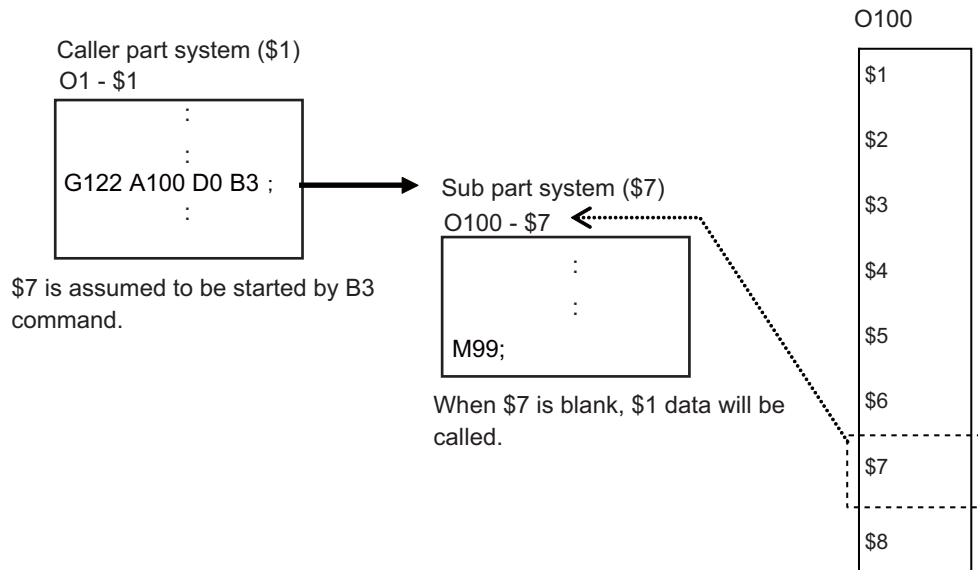 Caller part system ($1)
O1 - $1
:
:
G122 A100 D0 B3 ;
:
$7 is assumed to be started by B3
command.
Sub part system ($7)
O100 - $7
:
:
M99;
When $7 is blank, $1 data will be
called.
O100
$1
$2
$3
$4
$5
$6
$7
$8